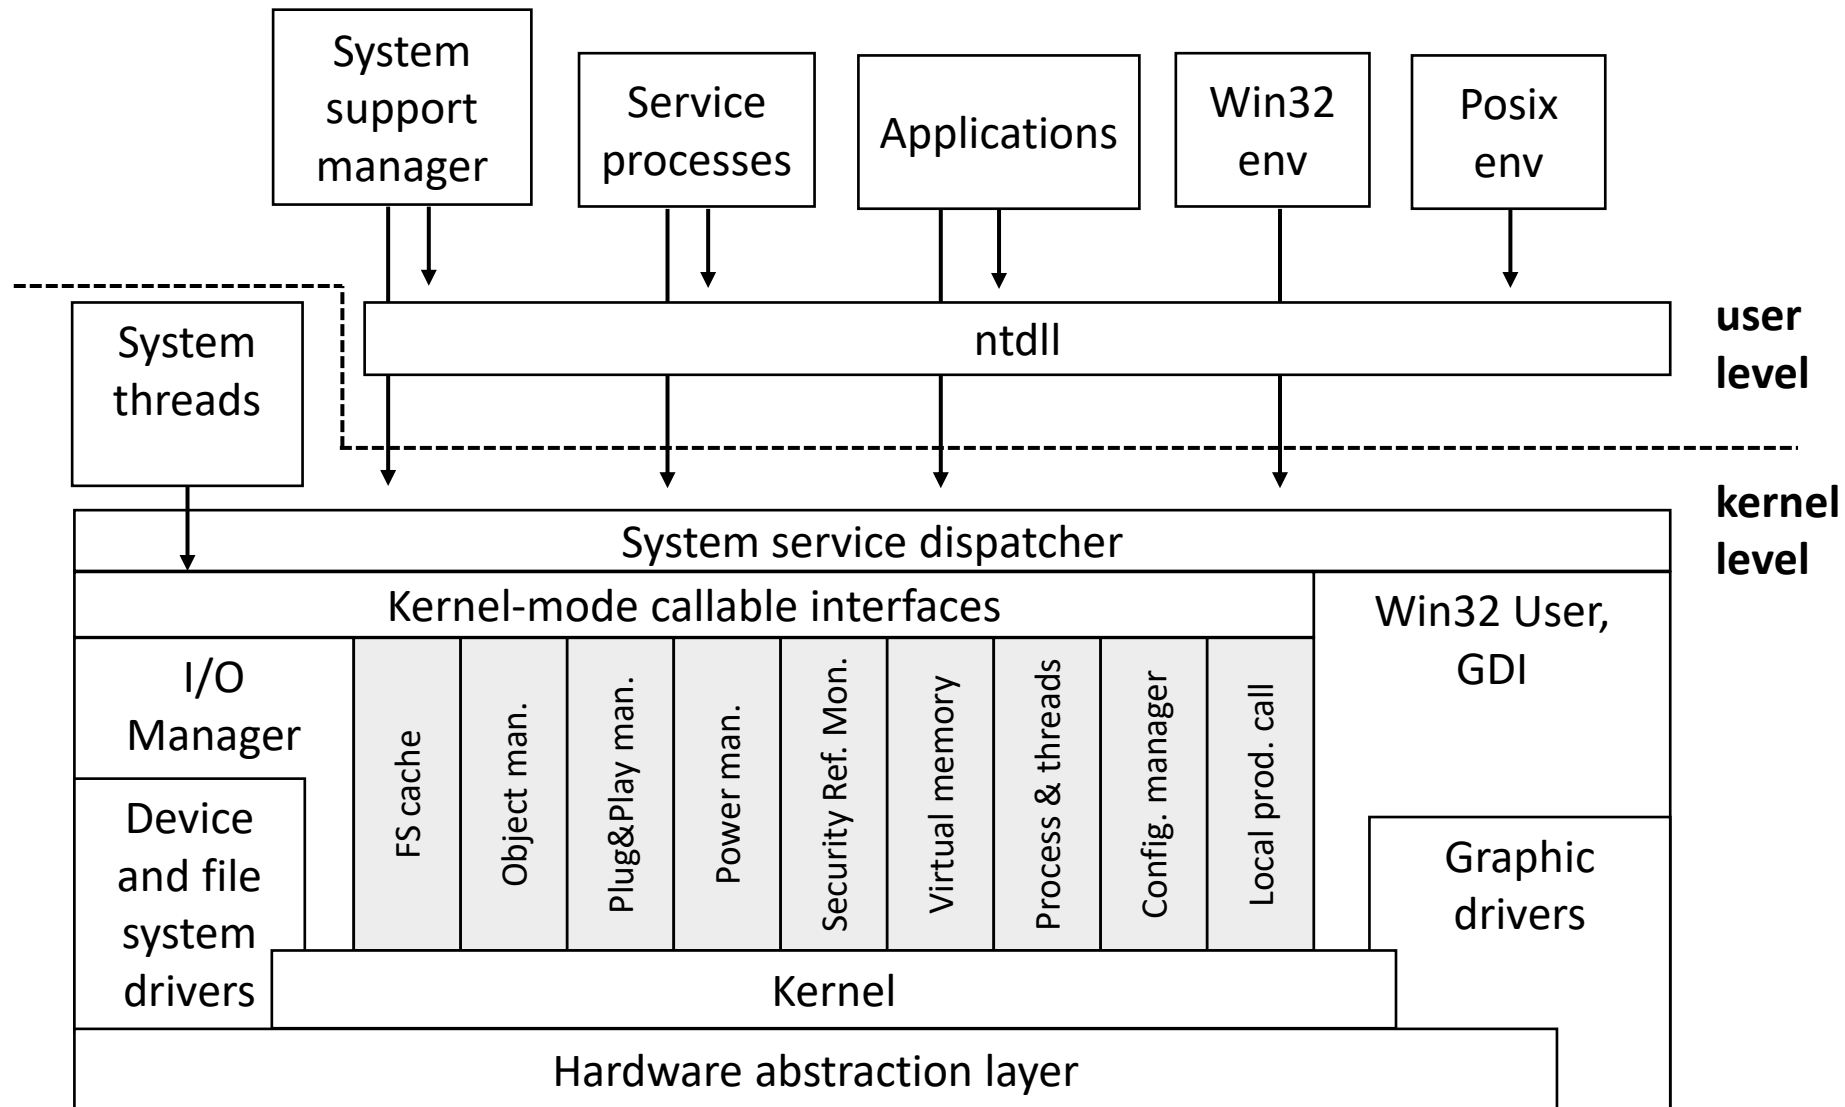 System
support
manager
Service
processes
Applications
Win32
env
Posix
env
System
threads
ntdll
user
level
kernel
level
System service dispatcher
Kernel-mode callable interfaces
Win32 User,
GDI
I/O
Manager
FS cache
Object man.
Plug&Play man.
Power man.
Security Ref. Mon.
Virtual memory
Process & threads
Config. manager
Local prod. call
Device
and file
system
drivers
Graphic
drivers
Kernel
Hardware abstraction layer